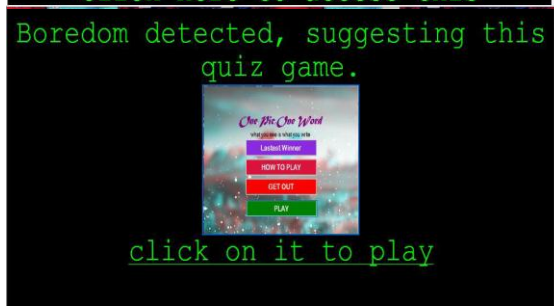 Boredom detected, suggesting this
quiz game.
One Pic One Word
what you see is what you write
Lastest Winner
HOW TO PLAY
GET OUT
PLAY
click on it to play